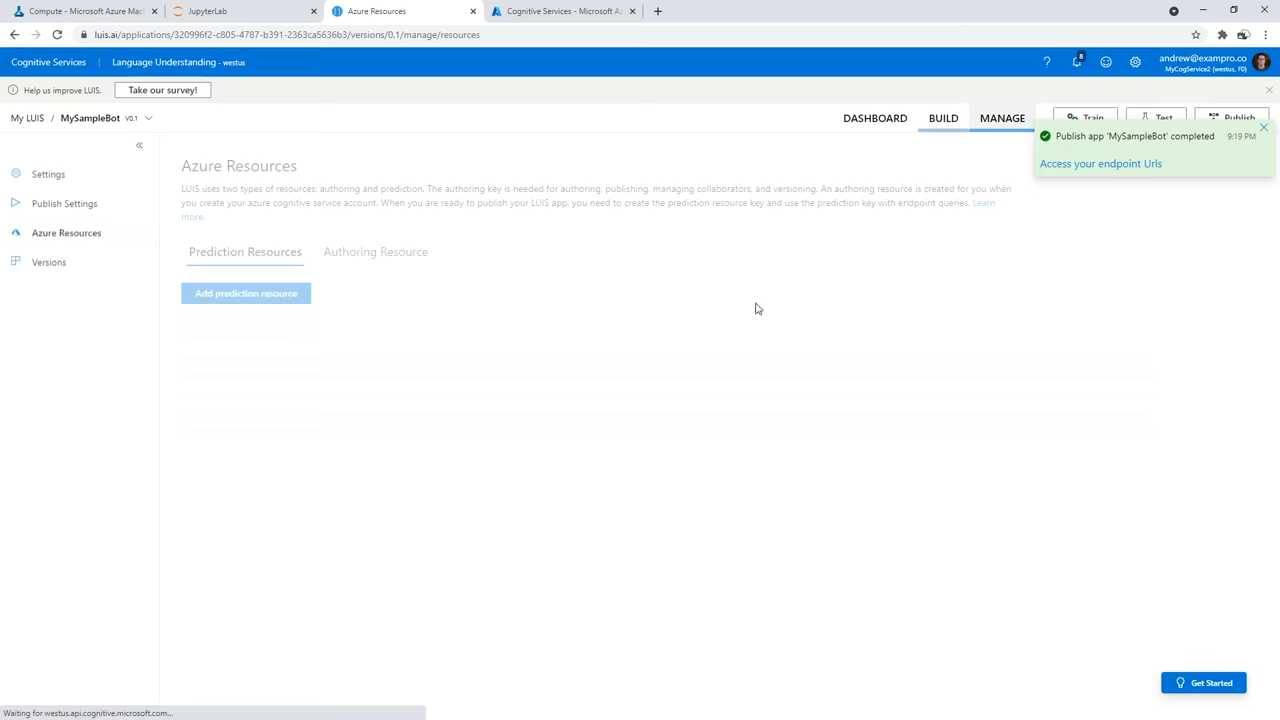 Compute - Microsoft Azure Mac
JupyterLab
Azure Resources
Cognitive Services - Microsoft Az
luis.ai/applications/320996f2-c805-4787-b391-2363ca5636b3/versions/0.1/manage/resources
Cognitive Services
Language Understanding - westus
8
andrew@exampro.co
MyCogService2 (westus, F0)
Help us improve LUIS.
Take our survey!
My LUIS / MySampleBot V0.1
DASHBOARD
BUILD
MANAGE
Train
Test
Publish
Publish app 'MySampleBot' completed
9:19 PM
Access your endpoint Urls
Settings
Publish Settings
Azure Resources
Versions
Azure Resources
LUIS uses two types of resources: authoring and prediction. The authoring key is needed for authoring, publishing, managing collaborators, and versioning. An authoring resource is created for you when
you create your azure cognitive service account. When you are ready to publish your LUIS app, you need to create the prediction resource key and use the prediction key with endpoint queries. Learn
more.
Prediction Resources
Authoring Resource
Add prediction resource
Get Started
Waiting for westus.api.cognitive.microsoft.com...